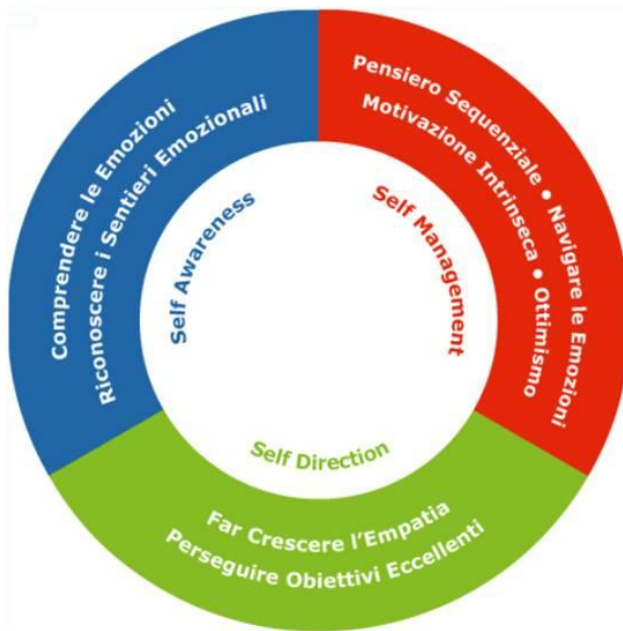 Comprendere le Emozioni
Riconoscere i Sentieri Emozionali
Self Awareness
Pensiero Sequenziale ● Navigare le Emozioni
Motivazione Intrinseca ● Ottimismo
Self Management
Self Direction
Far Crescere l'Empatia
Perseguire Obiettivi Eccellenti